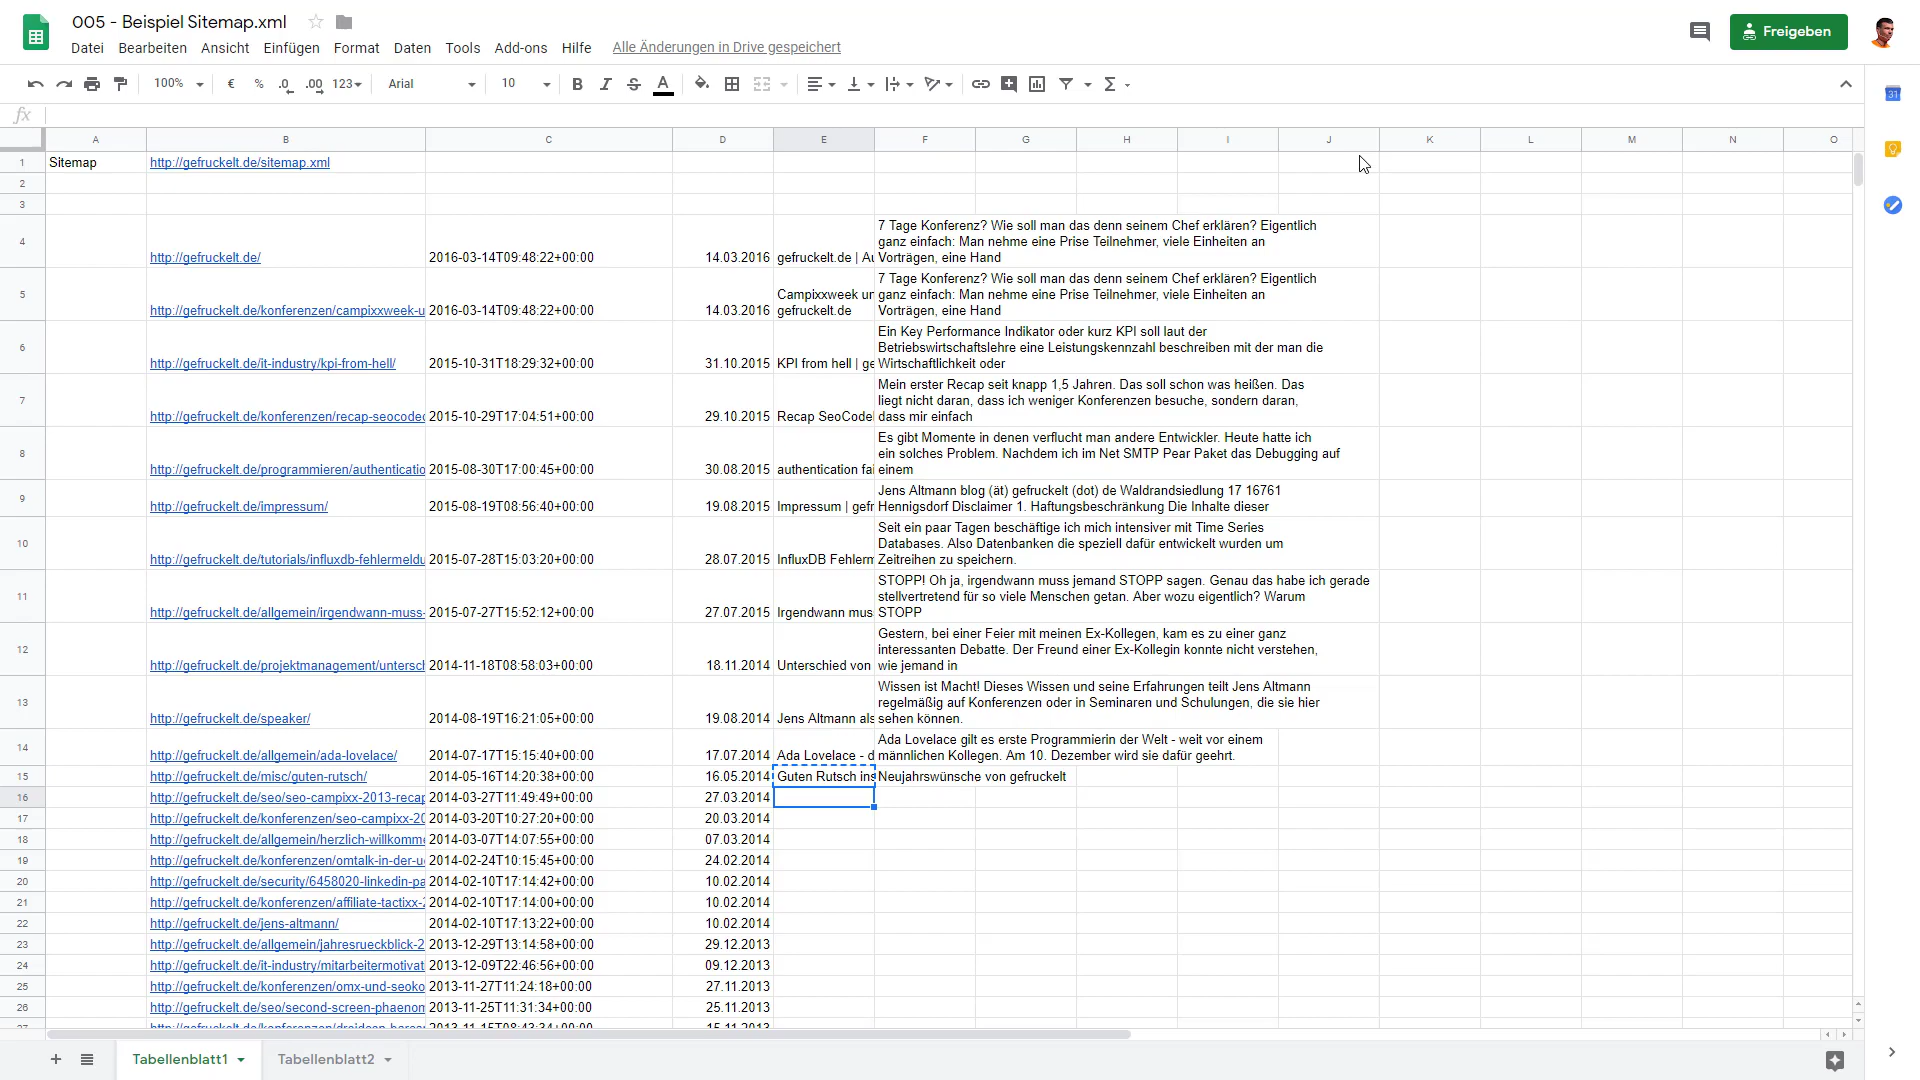 005 - Beispiel Sitemap.xml
Datei Bearbeiten Ansicht Einfügen Format Daten Tools Add-ons Hilfe Alle Änderungen in Drive gespeichert
Freigeben
100% € % .0 .00 123 Arial 10 B I S A Σ
31
fx
A B C D E F G H I J K L M N O
1 Sitemap http://gefruckelt.de/sitemap.xml
2
3
4 http://gefruckelt.de/ 2016-03-14T09:48:22+00:00 14.03.2016 gefruckelt.de | Au
7 Tage Konferenz? Wie soll man das denn seinem Chef erklären? Eigentlich
ganz einfach: Man nehme eine Prise Teilnehmer, viele Einheiten an
Vorträgen, eine Hand
5 http://gefruckelt.de/konferenzen/campixxweek-u 2016-03-14T09:48:22+00:00 14.03.2016
Campixxweek un
gefruckelt.de
7 Tage Konferenz? Wie soll man das denn seinem Chef erklären? Eigentlich
ganz einfach: Man nehme eine Prise Teilnehmer, viele Einheiten an
Vorträgen, eine Hand
6 http://gefruckelt.de/it-industry/kpi-from-hell/ 2015-10-31T18:29:32+00:00 31.10.2015 KPI from hell | ge
Ein Key Performance Indikator oder kurz KPI soll laut der
Betriebswirtschaftslehre eine Leistungskennzahl beschreiben mit der man die
Wirtschaftlichkeit oder
7 http://gefruckelt.de/konferenzen/recap-seocodec 2015-10-29T17:04:51+00:00 29.10.2015 Recap SeoCode
Mein erster Recap seit knapp 1,5 Jahren. Das soll schon was heißen. Das
liegt nicht daran, dass ich weniger Konferenzen besuche, sondern daran,
dass mir einfach
8 http://gefruckelt.de/programmieren/authenticatio 2015-08-30T17:00:45+00:00 30.08.2015 authentication fai
Es gibt Momente in denen verflucht man andere Entwickler. Heute hatte ich
ein solches Problem. Nachdem ich im Net SMTP Pear Paket das Debugging auf
einem
9 http://gefruckelt.de/impressum/ 2015-08-19T08:56:40+00:00 19.08.2015 Impressum | gefr
Jens Altmann blog (ät) gefruckelt (dot) de Waldrandsiedlung 17 16761
Hennigsdorf Disclaimer 1. Haftungsbeschränkung Die Inhalte dieser
10 http://gefruckelt.de/tutorials/influxdb-fehlermeldu 2015-07-28T15:03:20+00:00 28.07.2015 InfluxDB Fehlerm
Seit ein paar Tagen beschäftige ich mich intensiver mit Time Series
Databases. Also Datenbanken die speziell dafür entwickelt wurden um
Zeitreihen zu speichern.
11 http://gefruckelt.de/allgemein/irgendwann-muss- 2015-07-27T15:52:12+00:00 27.07.2015 Irgendwann mus
STOPP! Oh ja, irgendwann muss jemand STOPP sagen. Genau das habe ich gerade
stellvertretend für so viele Menschen getan. Aber wozu eigentlich? Warum
STOPP
12 http://gefruckelt.de/projektmanagement/untersch 2014-11-18T08:58:03+00:00 18.11.2014 Unterschied von
Gestern, bei einer Feier mit meinen Ex-Kollegen, kam es zu einer ganz
interessanten Debatte. Der Freund einer Ex-Kollegin konnte nicht verstehen,
wie jemand in
13 http://gefruckelt.de/speaker/ 2014-08-19T16:21:05+00:00 19.08.2014 Jens Altmann als
Wissen ist Macht! Dieses Wissen und seine Erfahrungen teilt Jens Altmann
regelmäßig auf Konferenzen oder in Seminaren und Schulungen, die sie hier
sehen können.
14 http://gefruckelt.de/allgemein/ada-lovelace/ 2014-07-17T15:15:40+00:00 17.07.2014 Ada Lovelace - d
Ada Lovelace gilt es erste Programmierin der Welt - weit vor einem
männlichen Kollegen. Am 10. Dezember wird sie dafür geehrt.
15 http://gefruckelt.de/misc/guten-rutsch/ 2014-05-16T14:20:38+00:00 16.05.2014 Guten Rutsch ins Neujahrswünsche von gefruckelt
16 http://gefruckelt.de/seo/seo-campixx-2013-recap 2014-03-27T11:49:49+00:00 27.03.2014
17 http://gefruckelt.de/konferenzen/seo-campixx-20 2014-03-20T10:27:20+00:00 20.03.2014
18 http://gefruckelt.de/allgemein/herzlich-willkomme 2014-03-07T14:07:55+00:00 07.03.2014
19 http://gefruckelt.de/konferenzen/omtalk-in-der-u 2014-02-24T10:15:45+00:00 24.02.2014
20 http://gefruckelt.de/security/6458020-linkedin-pa 2014-02-10T17:14:42+00:00 10.02.2014
21 http://gefruckelt.de/konferenzen/affiliate-tactixx-2 2014-02-10T17:14:00+00:00 10.02.2014
22 http://gefruckelt.de/jens-altmann/ 2014-02-10T17:13:22+00:00 10.02.2014
23 http://gefruckelt.de/allgemein/jahresrueckblick-2 2013-12-29T13:14:58+00:00 29.12.2013
24 http://gefruckelt.de/it-industry/mitarbeitermotivat 2013-12-09T22:46:56+00:00 09.12.2013
25 http://gefruckelt.de/konferenzen/omx-und-seoko 2013-11-27T11:24:18+00:00 27.11.2013
26 http://gefruckelt.de/seo/second-screen-phaenom 2013-11-25T11:31:34+00:00 25.11.2013
Tabellenblatt1 Tabellenblatt2